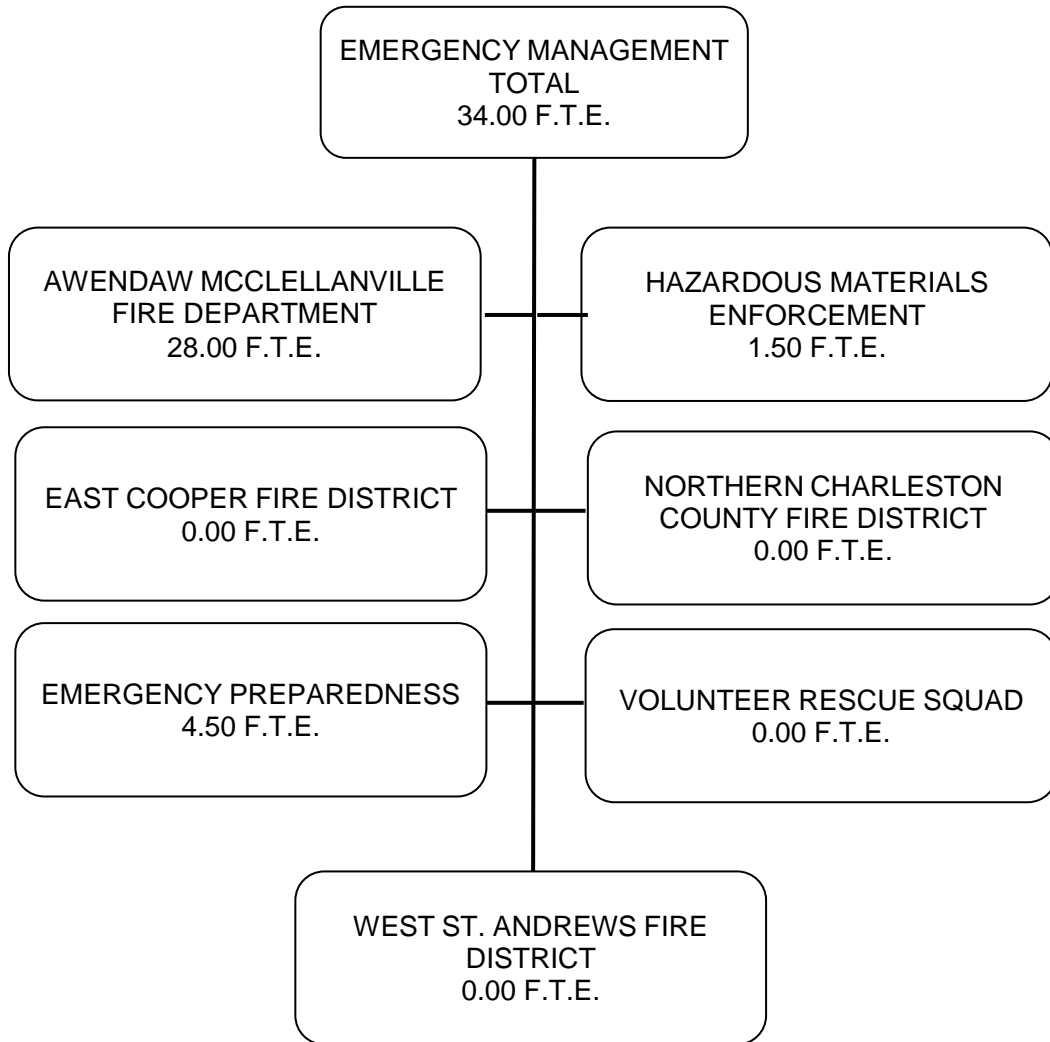 EMERGENCY MANAGEMENT
TOTAL
34.00 F.T.E.
AWENDAW MCCLELLANVILLE
FIRE DEPARTMENT
28.00 F.T.E.
HAZARDOUS MATERIALS
ENFORCEMENT
1.50 F.T.E.
EAST COOPER FIRE DISTRICT
0.00 F.T.E.
NORTHERN CHARLESTON
COUNTY FIRE DISTRICT
0.00 F.T.E.
EMERGENCY PREPAREDNESS
4.50 F.T.E.
VOLUNTEER RESCUE SQUAD
0.00 F.T.E.
WEST ST. ANDREWS FIRE
DISTRICT
0.00 F.T.E.